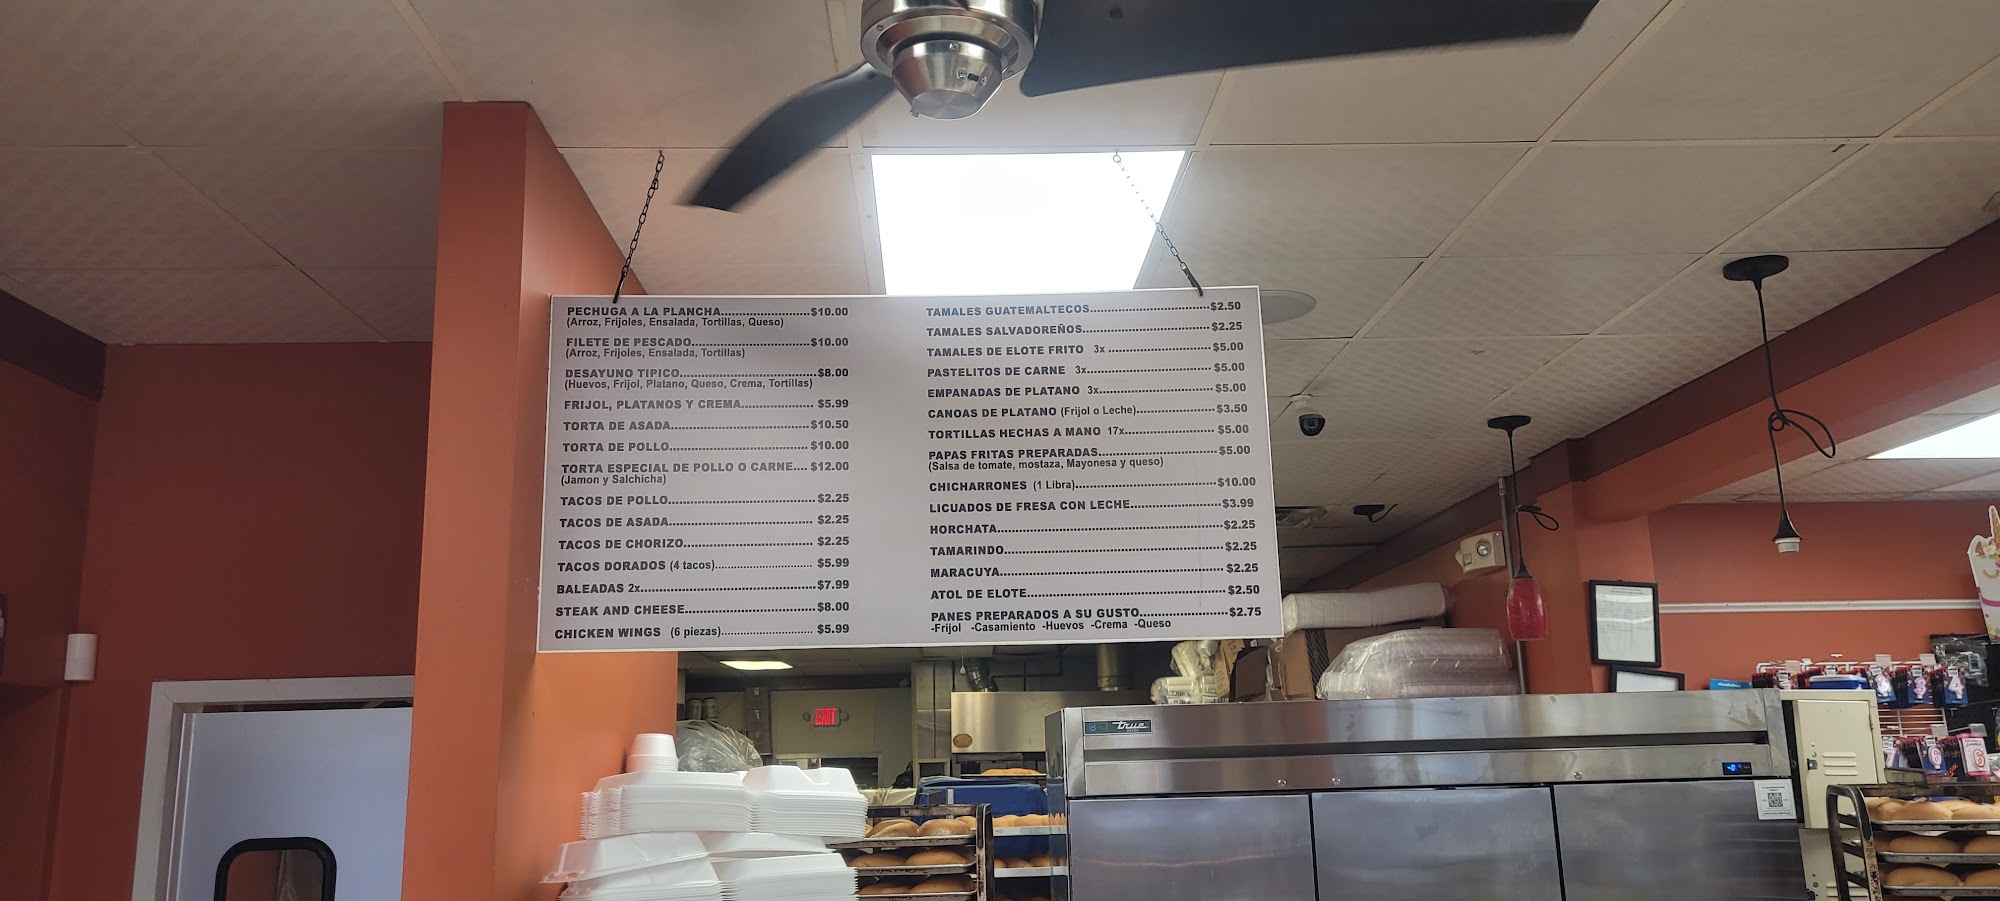 PECHUGA A LA PLANCHA......................$10.00
(Arroz, Frijoles, Ensalada, Tortillas, Queso)
FILETE DE PESCADO.............................$10.00
(Arroz, Frijoles, Ensalada, Tortillas)
DESAYUNO TIPICO..................................$8.00
(Huevos, Frijol, Platano, Queso, Crema, Tortillas)
FRIJOL, PLATANOS Y CREMA.................. $5.99
TORTA DE ASADA..................................$10.50
TORTA DE POLLO.................................. $10.00
TORTA ESPECIAL DE POLLO O CARNE.... $12.00
(Jamon y Salchicha)
TACOS DE POLLO.....................................$2.25
TACOS DE ASADA.................................... $2.25
TACOS DE CHORIZO................................ $2.25
TACOS DORADOS (4 tacos)............................... $5.99
BALEADAS 2x...........................................$7.99
STEAK AND CHEESE................................$8.00
CHICKEN WINGS (6 piezas)............................. $5.99
TAMALES GUATEMALTECOS..............................$2.50
TAMALES SALVADOREÑOS................................$2.25
TAMALES DE ELOTE FRITO 3x ..........................$5.00
PASTELITOS DE CARNE 3x............................... $5.00
EMPANADAS DE PLATANO 3x............................ $5.00
CANOAS DE PLATANO (Frijol o Leche)...................$3.50
TORTILLAS HECHAS A MANO 17x...................... $5.00
PAPAS FRITAS PREPARADAS..............................$5.00
(Salsa de tomate, mostaza, Mayonesa y queso)
CHICHARRONES (1 Libra)...................................$10.00
LICUADOS DE FRESA CON LECHE.......................$3.99
HORCHATA.........................................................$2.25
TAMARINDO....................................................... $2.25
MARACUYA........................................................ $2.25
ATOL DE ELOTE..................................................$2.50
PANES PREPARADOS A SU GUSTO......................$2.75
-Frijol -Casamiento -Huevos -Crema -Queso
EXIT
True